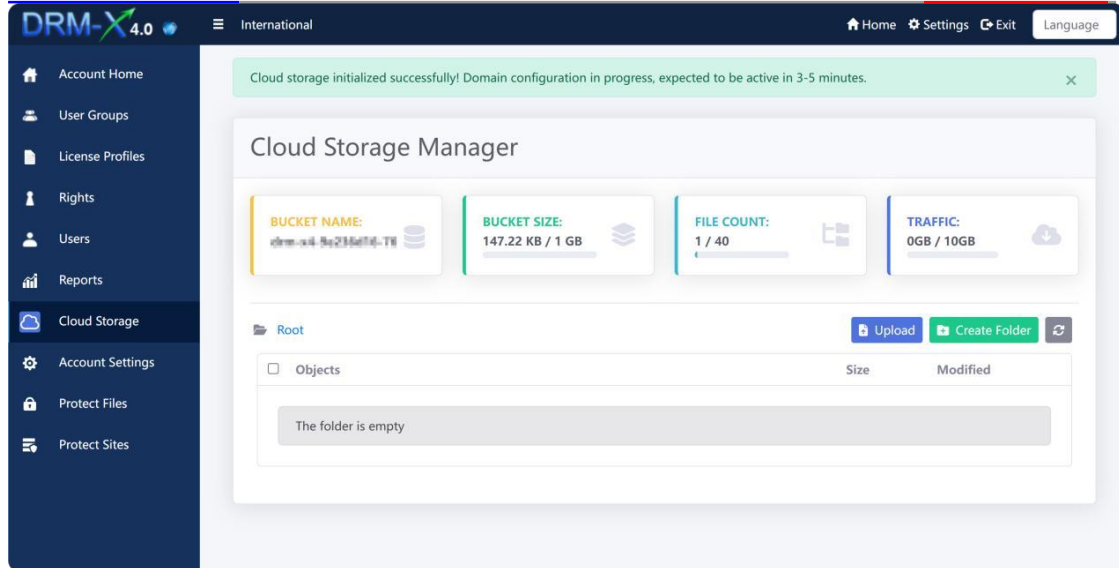 DRM-X 4.0
International
Home Settings Exit Language
Account Home
User Groups
License Profiles
Rights
Users
Reports
Cloud Storage
Account Settings
Protect Files
Protect Sites
Cloud storage initialized successfully! Domain configuration in progress, expected to be active in 3-5 minutes. ×
Cloud Storage Manager
BUCKET NAME:
BUCKET SIZE:
147.22 KB / 1 GB
FILE COUNT:
1 / 40
TRAFFIC:
0GB / 10GB
Root
Upload Create Folder
Objects Size Modified
The folder is empty